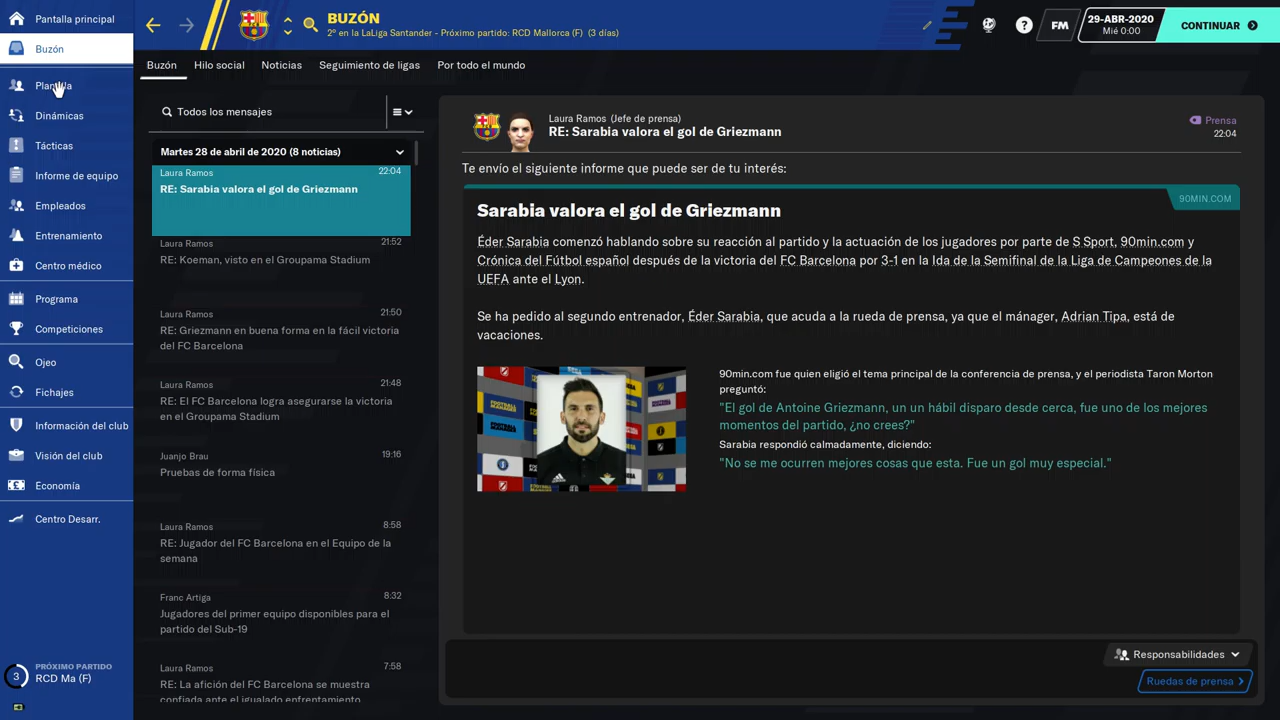 Pantalla principal
Buzón
Plantilla
Dinámicas
Tácticas
Informe de equipo
Empleados
Entrenamiento
Centro médico
Programa
Competiciones
Ojeo
Fichajes
Información del club
Visión del club
Economía
Centro Desarr.
3
PRÓXIMO PARTIDO
RCD Ma (F)
BUZÓN
2º en la LaLiga Santander - Próximo partido: RCD Mallorca (F) (3 días)
FM
29-ABR-2020
Mié 0:00
CONTINUAR
Buzón
Hilo social
Noticias
Seguimiento de ligas
Por todo el mundo
Todos los mensajes
Martes 28 de abril de 2020 (8 noticias)
Laura Ramos 22:04
RE: Sarabia valora el gol de Griezmann
Laura Ramos 21:52
RE: Koeman, visto en el Groupama Stadium
Laura Ramos 21:50
RE: Griezmann en buena forma en la fácil victoria
del FC Barcelona
Laura Ramos 21:48
RE: El FC Barcelona logra asegurarse la victoria
en el Groupama Stadium
Juanjo Brau 19:16
Pruebas de forma física
Laura Ramos 8:58
RE: Jugador del FC Barcelona en el Equipo de la
semana
Franc Artiga 8:32
Jugadores del primer equipo disponibles para el
partido del Sub-19
Laura Ramos 7:58
RE: La afición del FC Barcelona se muestra
confiada ante el igualado enfrentamiento
Laura Ramos (Jefe de prensa)
RE: Sarabia valora el gol de Griezmann
Prensa
22:04
Te envío el siguiente informe que puede ser de tu interés:
90MIN.COM
Sarabia valora el gol de Griezmann
Éder Sarabia comenzó hablando sobre su reacción al partido y la actuación de los jugadores por parte de S Sport, 90min.com y
Crónica del Fútbol español después de la victoria del FC Barcelona por 3-1 en la Ida de la Semifinal de la Liga de Campeones de la
UEFA ante el Lyon.
Se ha pedido al segundo entrenador, Éder Sarabia, que acuda a la rueda de prensa, ya que el mánager, Adrian Tipa, está de
vacaciones.
90min.com fue quien eligió el tema principal de la conferencia de prensa, y el periodista Taron Morton
preguntó:
"El gol de Antoine Griezmann, un un hábil disparo desde cerca, fue uno de los mejores
momentos del partido, ¿no crees?"
Sarabia respondió calmadamente, diciendo:
"No se me ocurren mejores cosas que esta. Fue un gol muy especial."
Responsabilidades
Ruedas de prensa